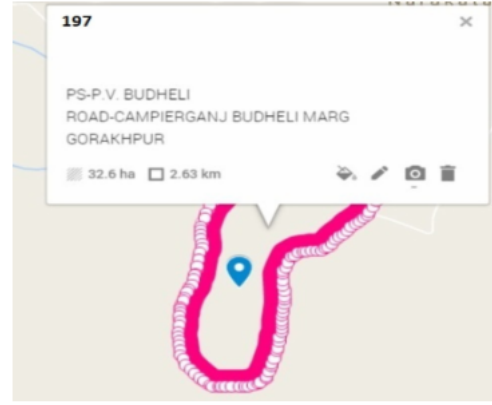 197
PS-P.V. BUDHELI
ROAD-CAMPIERGANJ BUDHELI MARG
GORAKHPUR
32.6 ha 2.63 km